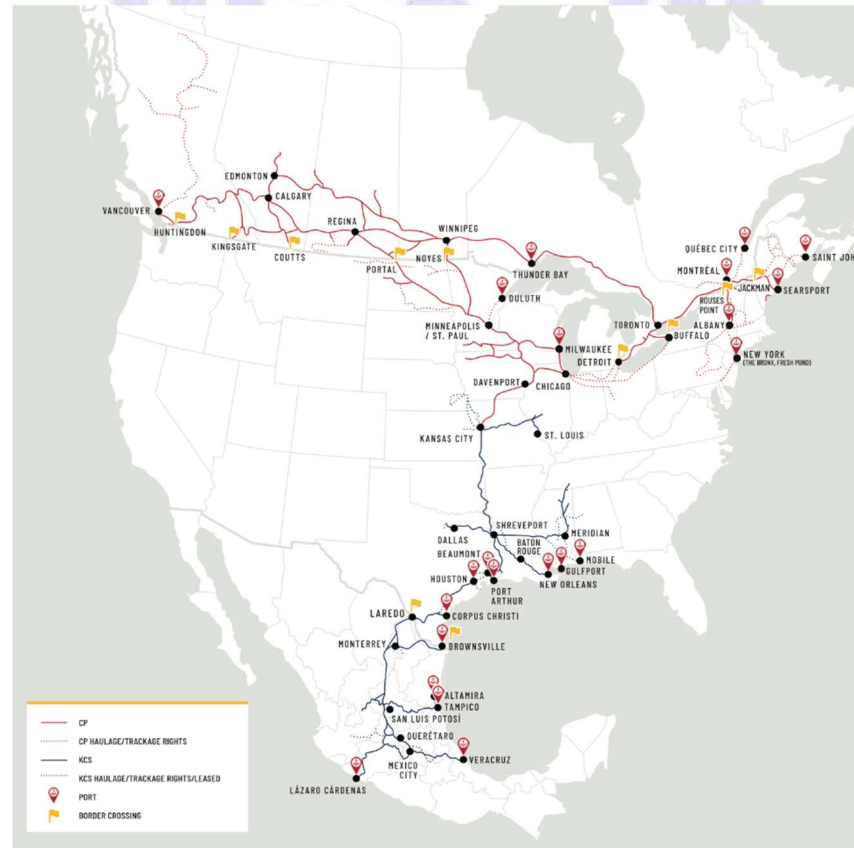 EDMONTON
CALGARY
VANCOUVER
HUNTINGDON
KINGSGATE
COUTTS
REGINA
PORTAL
NOYES
WINNIPEG
THUNDER BAY
DULUTH
MINNEAPOLIS
/ ST. PAUL
MILWAUKEE
DETROIT
DAVENPORT
CHICAGO
TORONTO
BUFFALO
QUÉBEC CITY
SAINT JOH
MONTRÉAL
JACKMAN
SEARSPORT
ROUSES
POINT
ALBANY
NEW YORK
(THE BRONX, FRESH POND)
KANSAS CITY
ST. LOUIS
SHREVEPORT
DALLAS
MERIDIAN
BATON
ROUGE
BEAUMONT
MOBILE
GULFPORT
HOUSTON
PORT
ARTHUR
NEW ORLEANS
LAREDO
CORPUS CHRISTI
MONTERREY
BROWNSVILLE
ALTAMIRA
TAMPICO
SAN LUIS POTOSÍ
QUERÉTARO
MEXICO
CITY
VERACRUZ
LÁZARO CÁRDENAS
CP
CP HAULAGE/TRACKAGE RIGHTS
KCS
KCS HAULAGE/TRACKAGE RIGHTS/LEASED
PORT
BORDER CROSSING